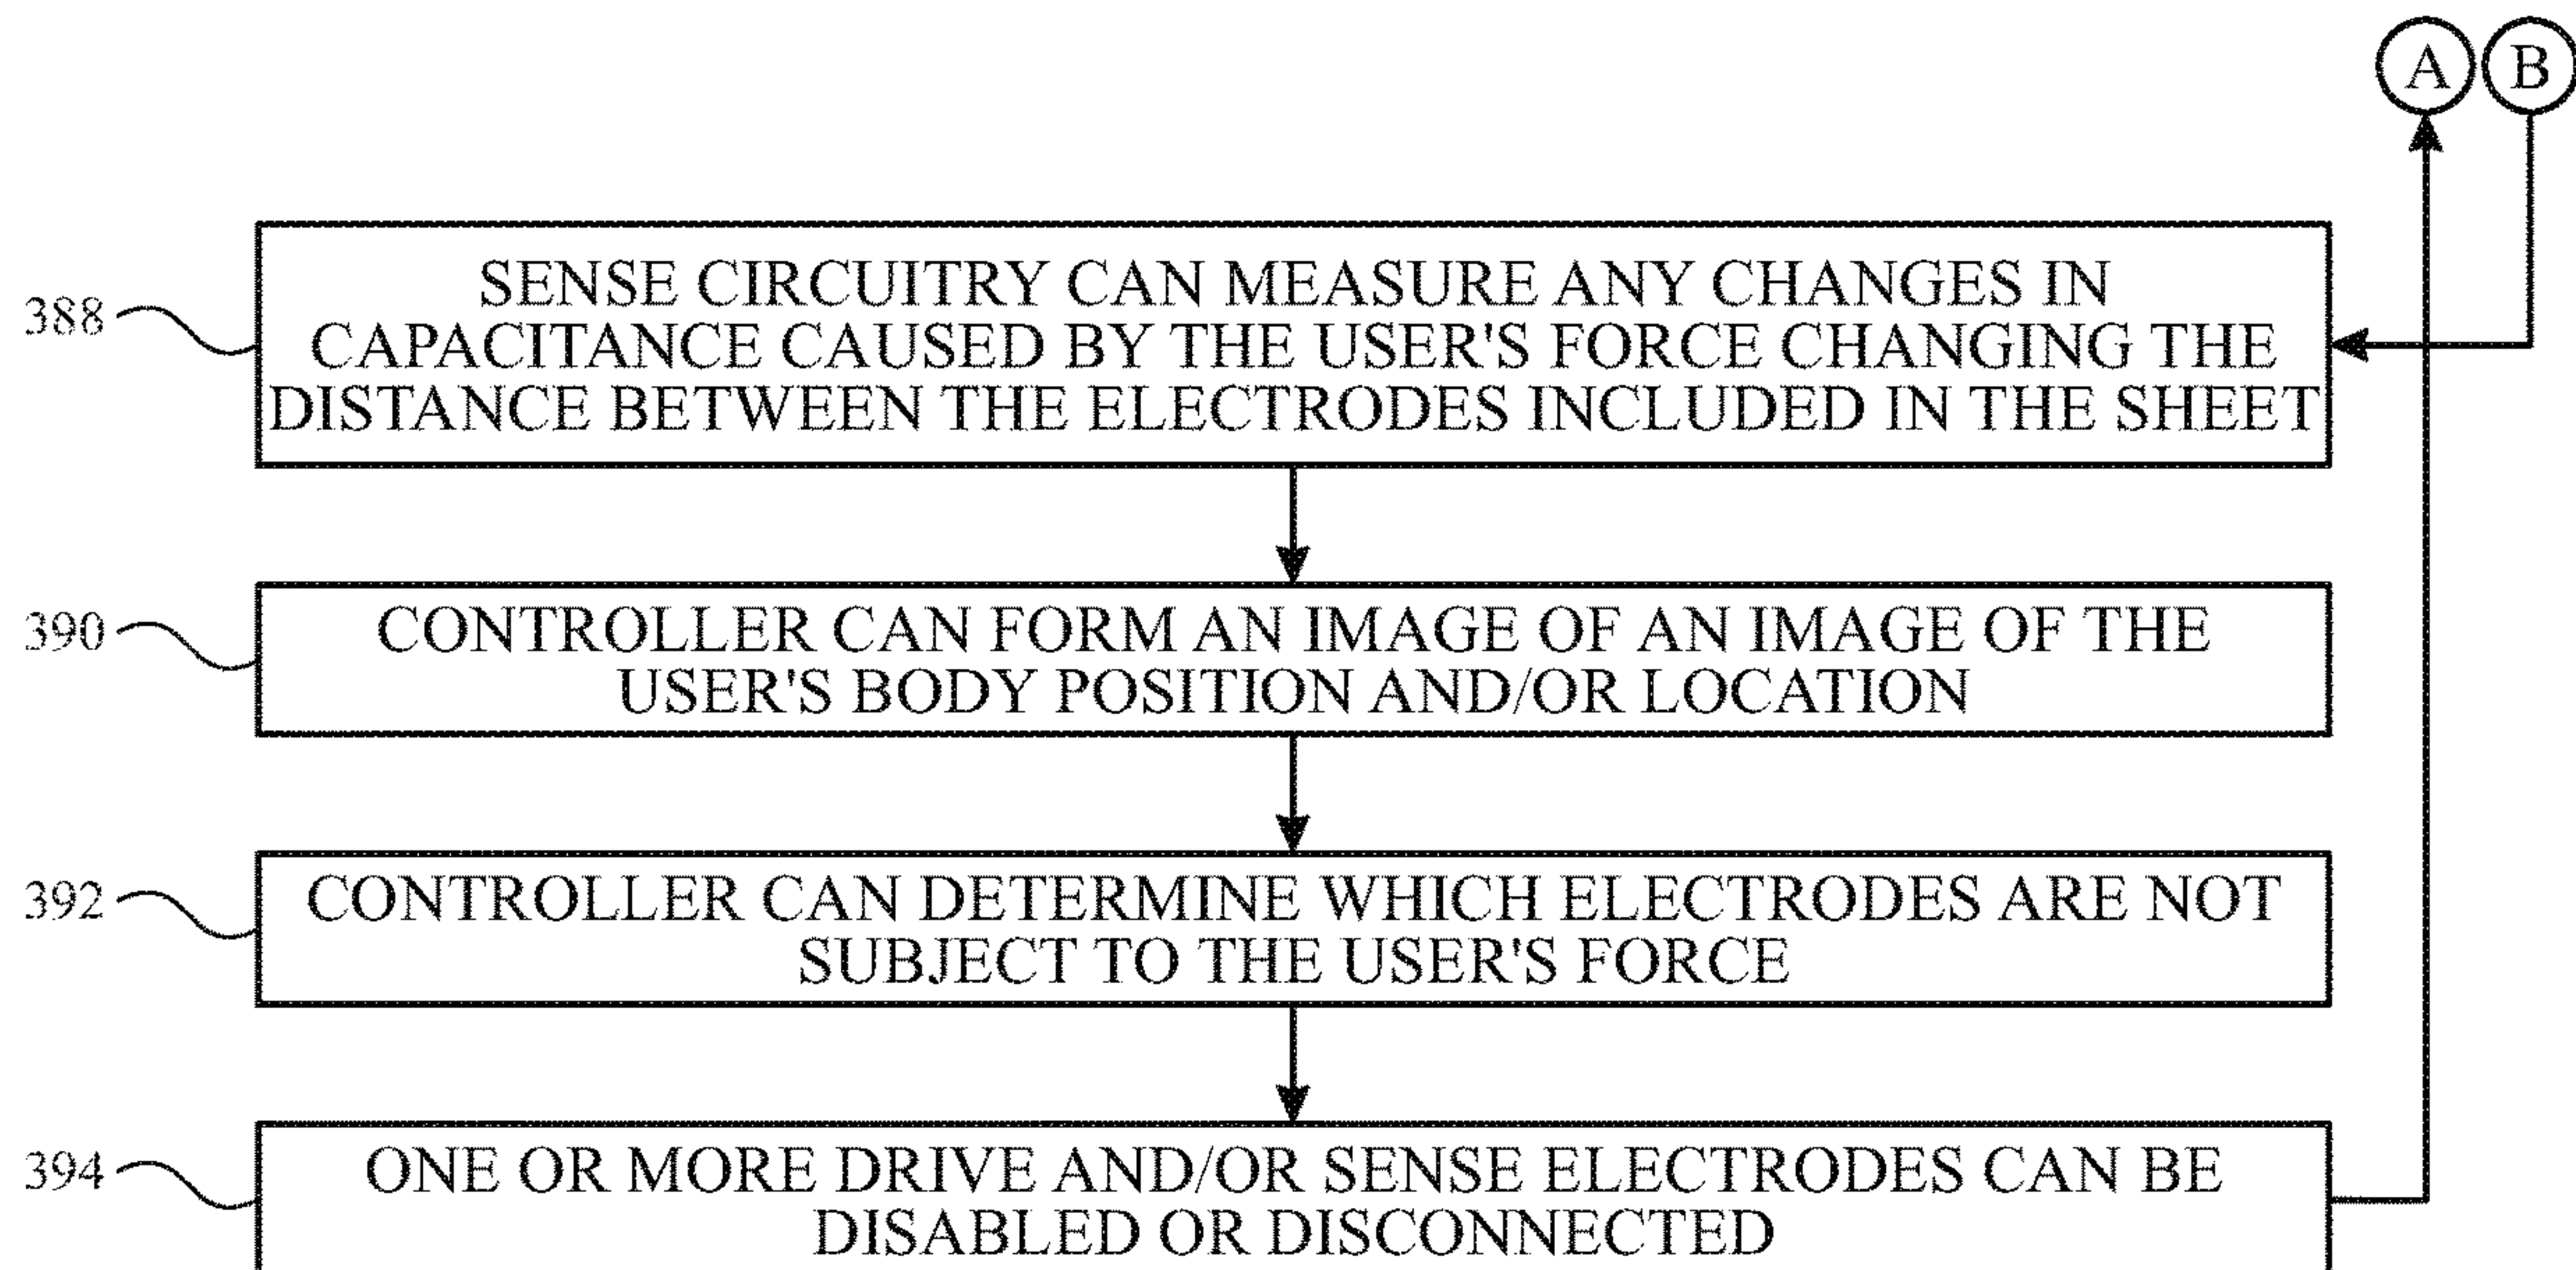 A B
388
SENSE CIRCUITRY CAN MEASURE ANY CHANGES IN
CAPACITANCE CAUSED BY THE USER'S FORCE CHANGING THE
DISTANCE BETWEEN THE ELECTRODES INCLUDED IN THE SHEET
390
CONTROLLER CAN FORM AN IMAGE OF AN IMAGE OF THE
USER'S BODY POSITION AND/OR LOCATION
392
CONTROLLER CAN DETERMINE WHICH ELECTRODES ARE NOT
SUBJECT TO THE USER'S FORCE
394
ONE OR MORE DRIVE AND/OR SENSE ELECTRODES CAN BE
DISABLED OR DISCONNECTED